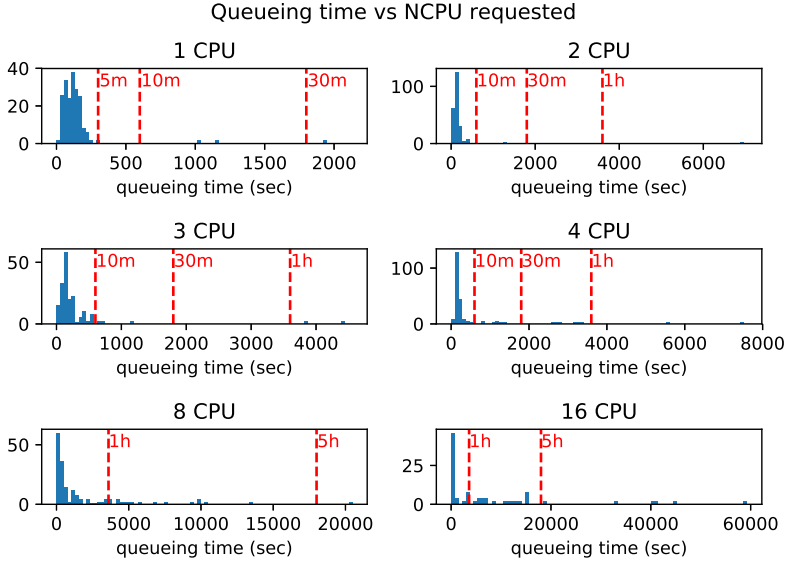 Queueing time vs NCPU requested
1 CPU
40
20
0
5m 10m 30m
0 500 1000 1500 2000
queueing time (sec)
2 CPU
100
0
10m 30m 1h
0 2000 4000 6000
queueing time (sec)
3 CPU
50
0
10m 30m 1h
0 1000 2000 3000 4000
queueing time (sec)
4 CPU
100
0
10m 30m 1h
0 2000 4000 6000 8000
queueing time (sec)
8 CPU
50
0
1h 5h
0 5000 10000 15000 20000
queueing time (sec)
16 CPU
25
0
1h 5h
0 20000 40000 60000
queueing time (sec)